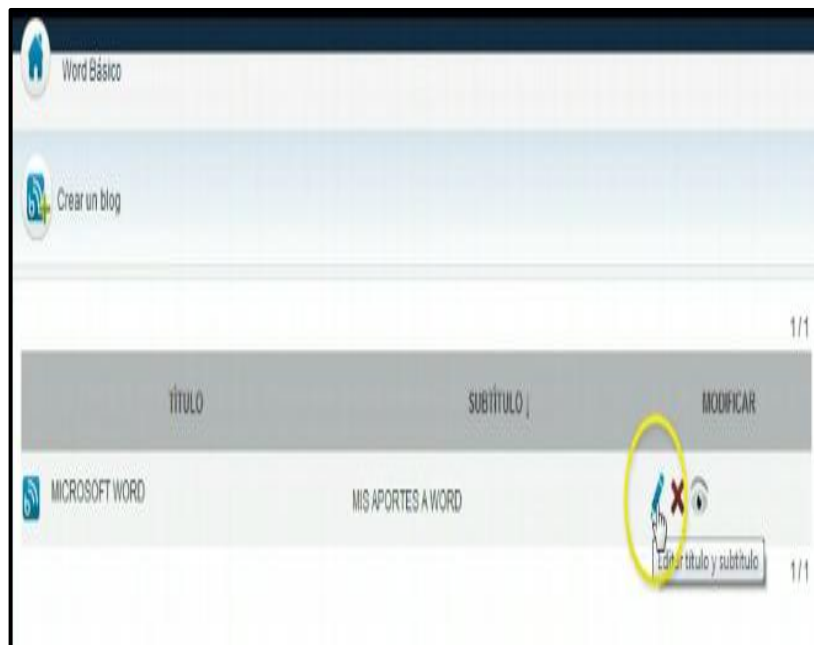 Word Básico
Crear un blog
1/1
TÍTULO SUBTÍTULO↓ MODIFICAR
MICROSOFT WORD MIS APORTES A WORD
Editar título y subtítulo
1/1